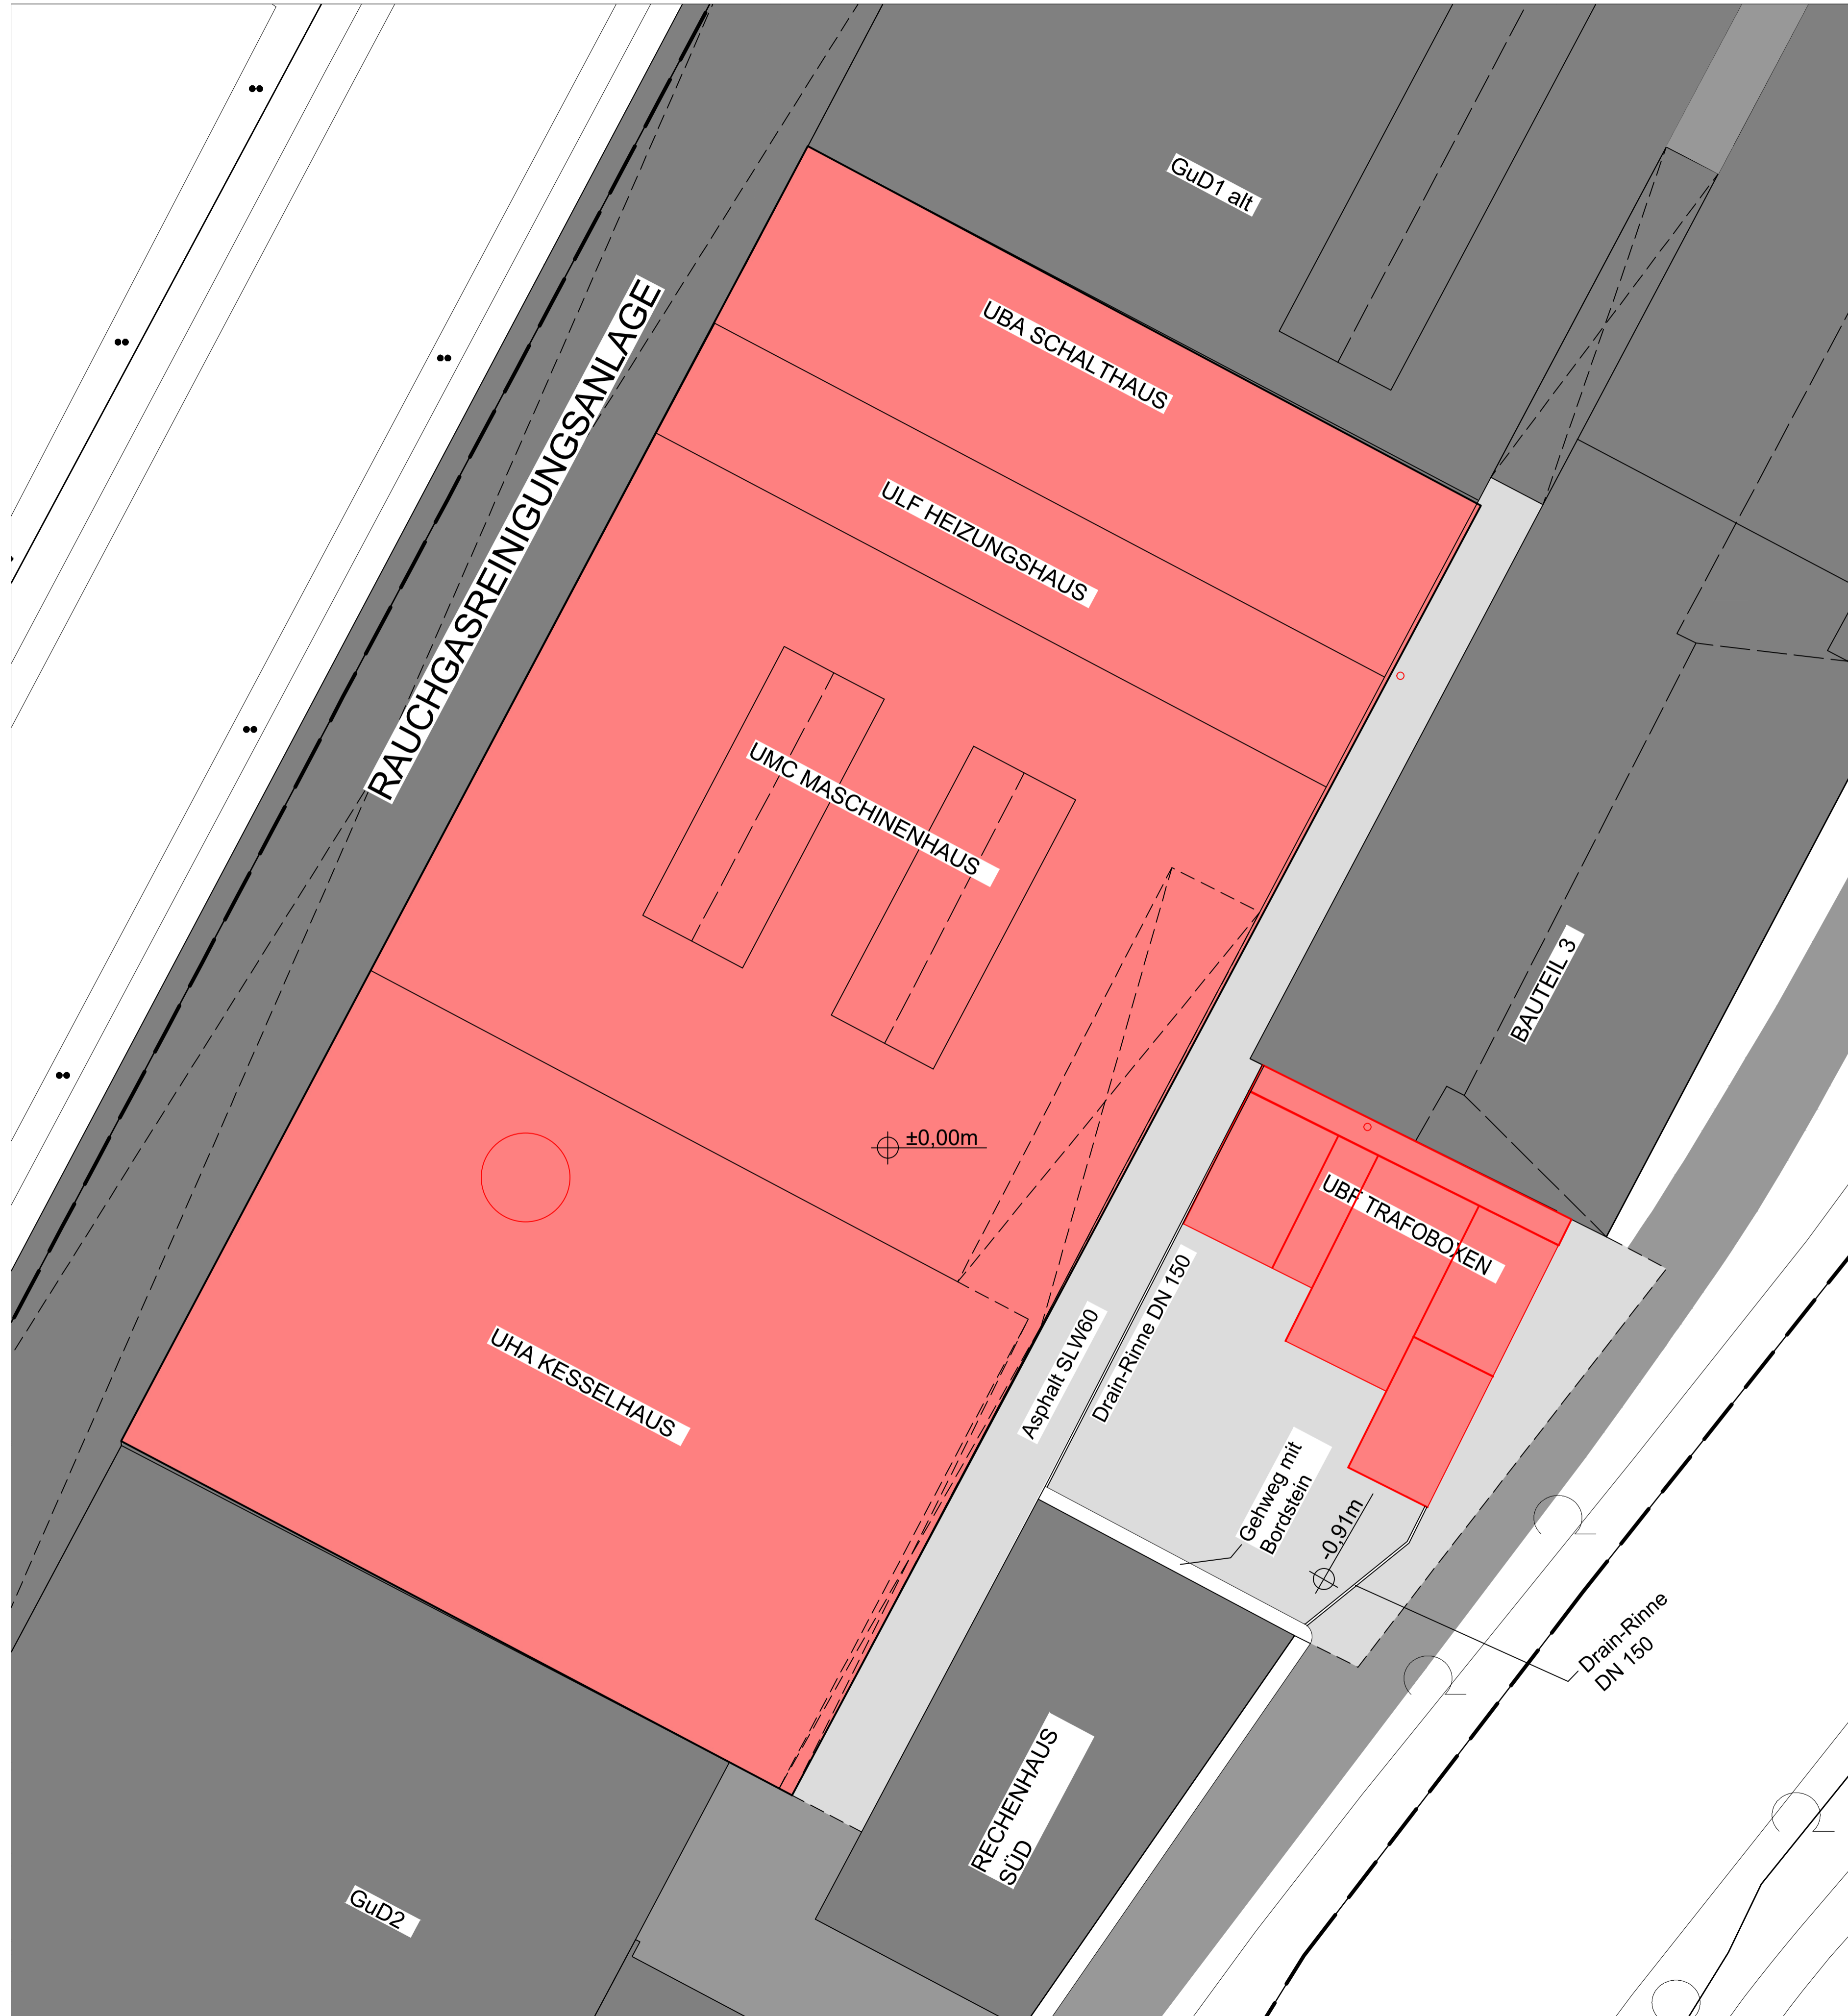 GuD1 alt
UBA SCHALTHAUS
RAUCHGASREINIGUNGSANLAGE
ULF HEIZUNGSHAUS
UMC MASCHINENHAUS
BAUTEIL 3
±0,00m
UBF TRAFOBOXEN
UHA KESSELHAUS
Asphalt SLW60
Drain-Rinne DN 150
Gehweg mit
Bordstein
-0,91m
Drain-Rinne
DN 150
RECHENHAUS
SÜD
GuD2